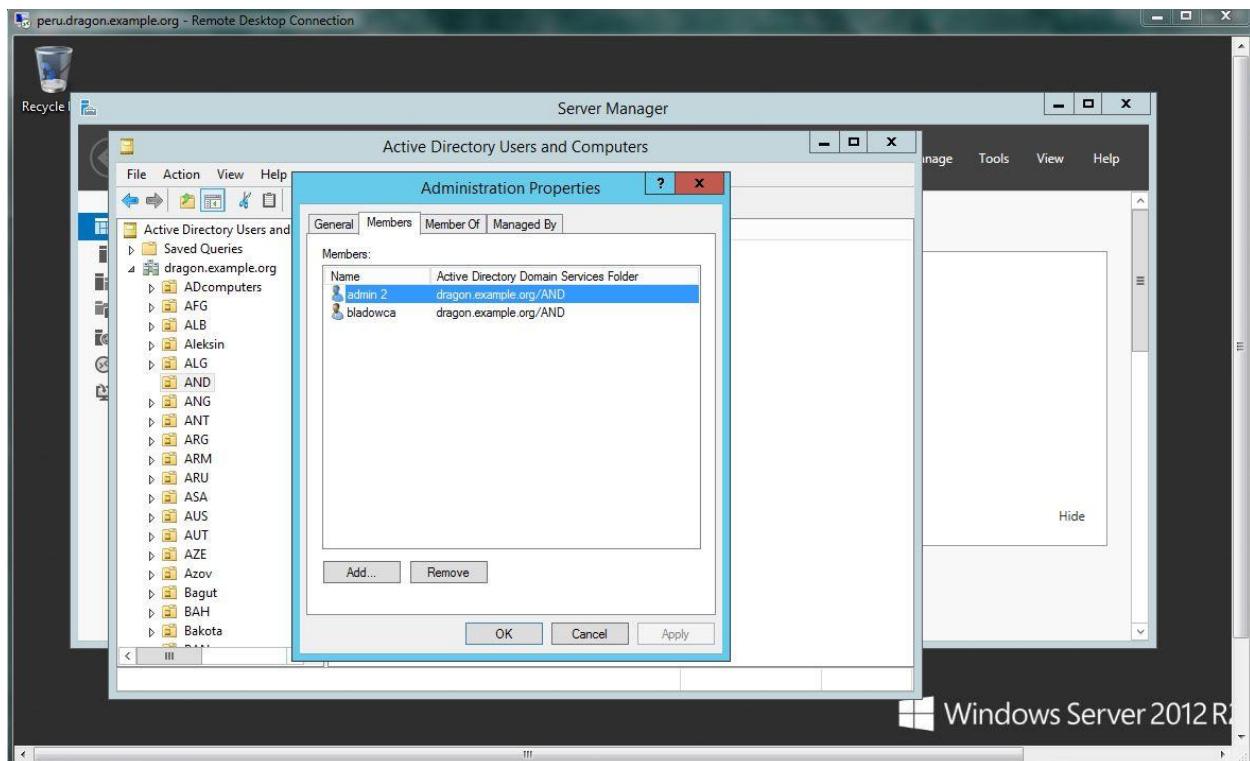 peru.dragon.example.org - Remote Desktop Connection
Recycle
Server Manager
Active Directory Users and Computers
Tools View Help
File Action View Help
Administration Properties
General Members Member Of Managed By
Active Directory Users and
Saved Queries
dragon.example.org
ADcomputers
AFG
ALB
Aleksin
ALG
AND
ANG
ANT
ARG
ARM
ARU
ASA
AUS
AUT
AZE
Azov
Bagut
BAH
Bakota
Members:
Name Active Directory Domain Services Folder
admin 2 dragon.example.org/AND
bladowca dragon.example.org/AND
Add... Remove
OK Cancel Apply
Hide
Windows Server 2012 R